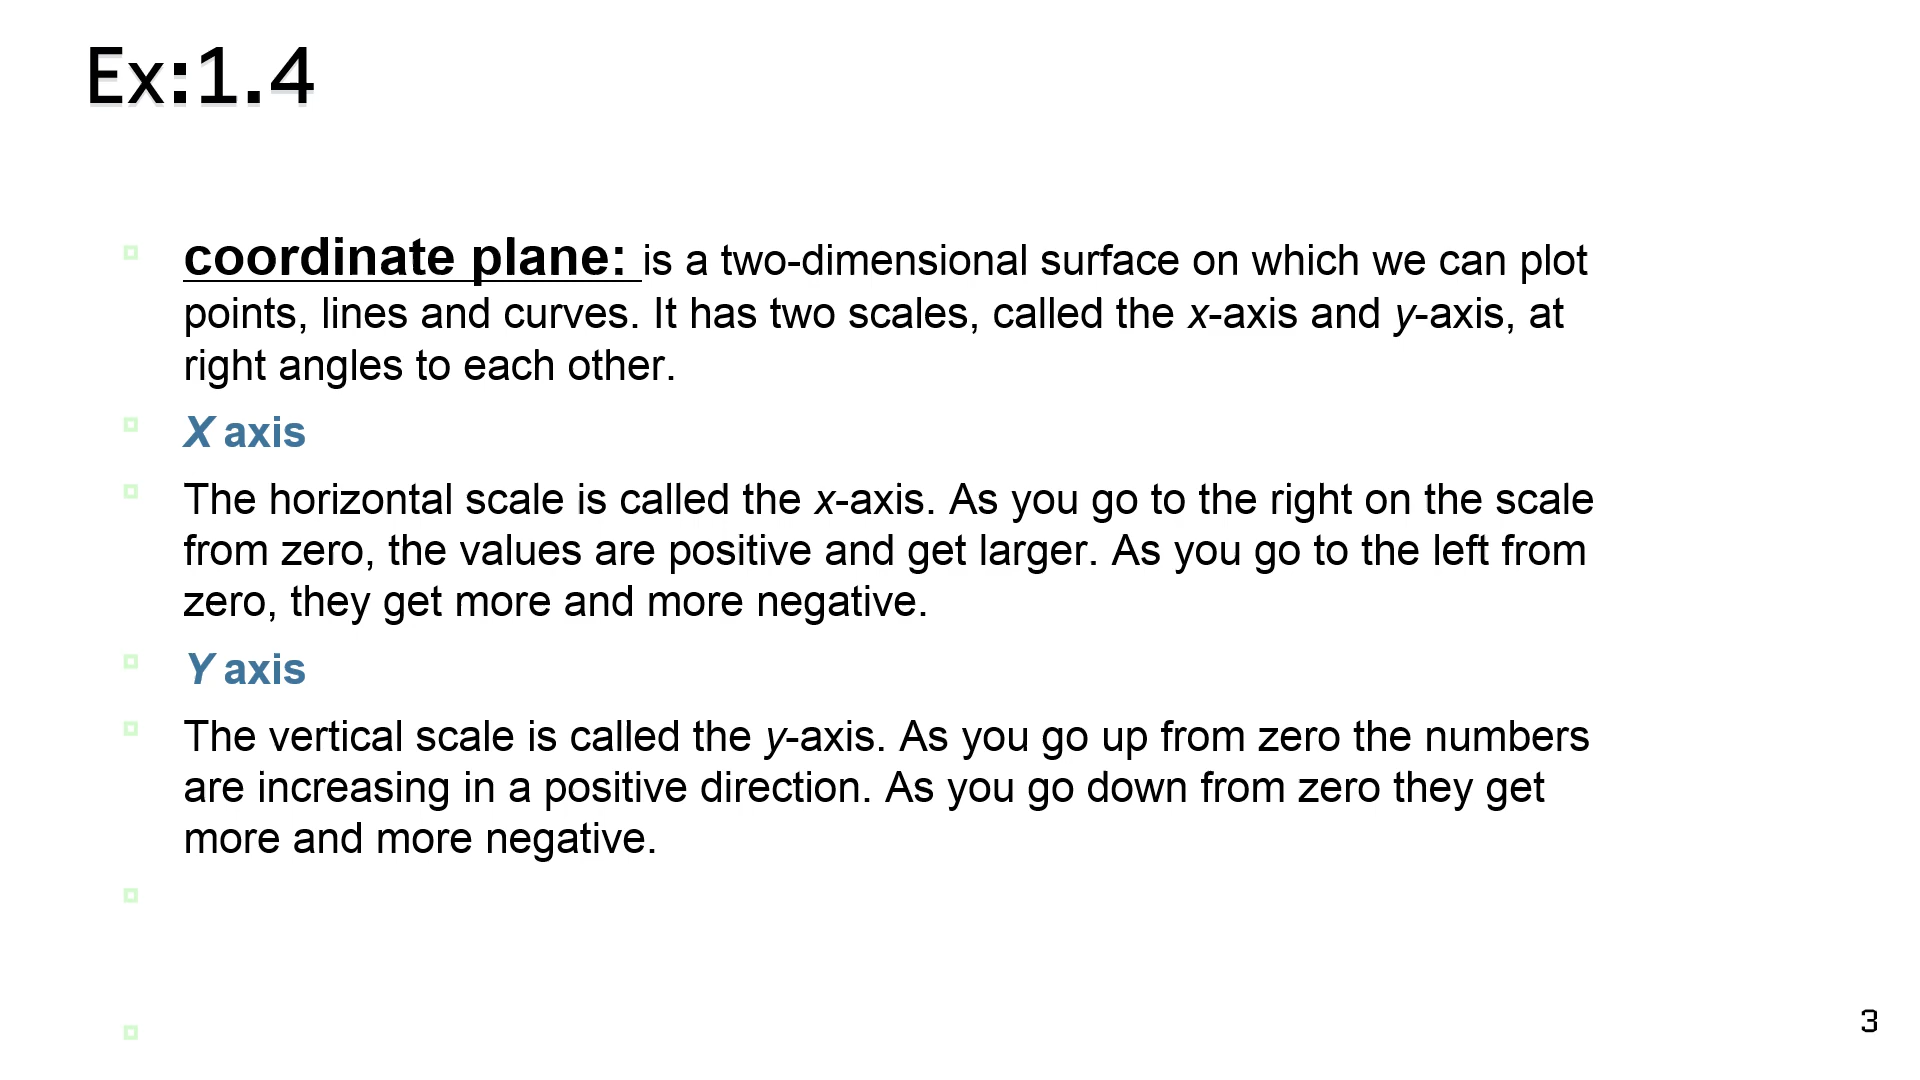 Ex:1.4
coordinate plane: is a two-dimensional surface on which we can plot
points, lines and curves. It has two scales, called the x-axis and y-axis, at
right angles to each other.
X axis
The horizontal scale is called the x-axis. As you go to the right on the scale
from zero, the values are positive and get larger. As you go to the left from
zero, they get more and more negative.
Y axis
The vertical scale is called the y-axis. As you go up from zero the numbers
are increasing in a positive direction. As you go down from zero they get
more and more negative.
3